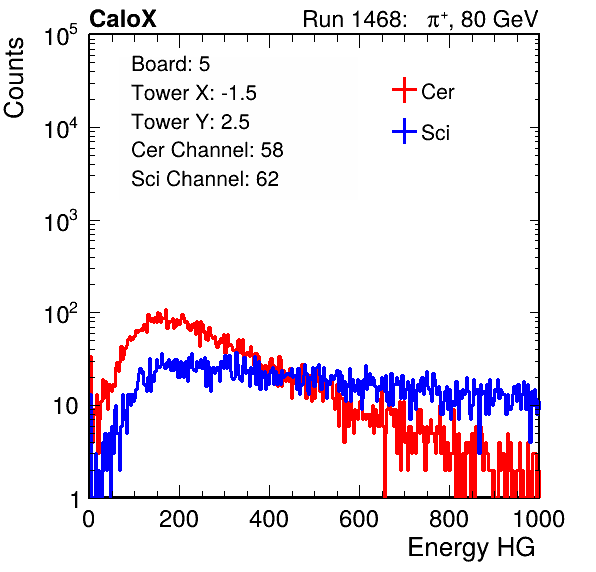 CaloX Run 1468: π⁺, 80 GeV
Board: 5
Tower X: -1.5
Tower Y: 2.5
Cer Channel: 58
Sci Channel: 62
Cer
Sci
Counts
10⁵
10⁴
10³
10²
10
1
0 200 400 600 800 1000
Energy HG